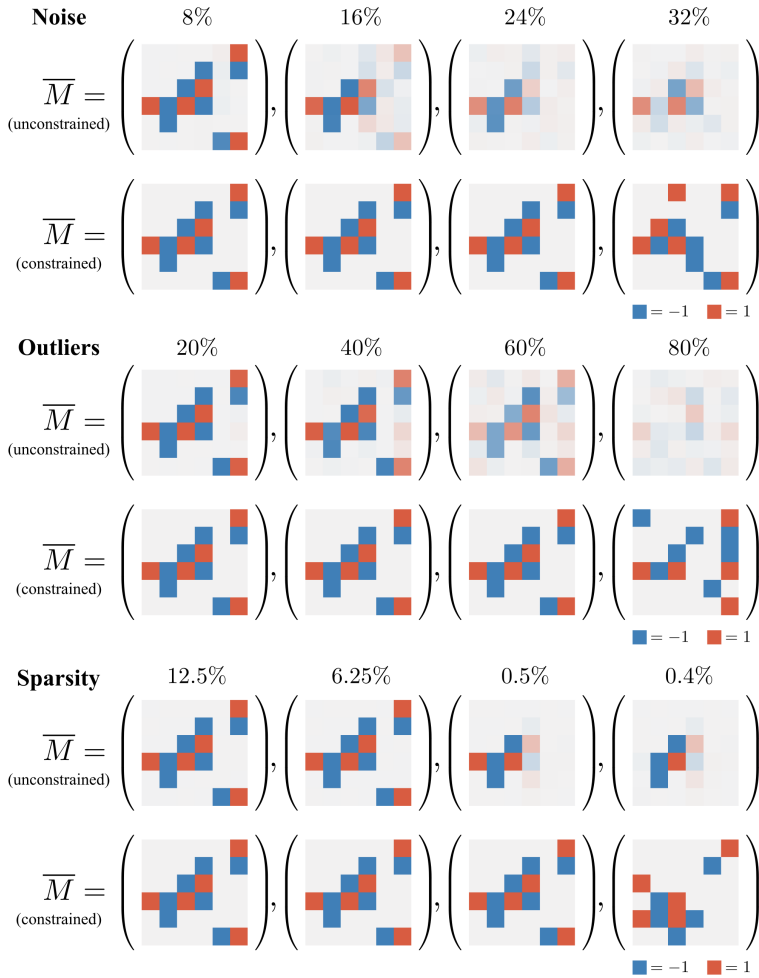 Noise 8% 16% 24% 32%
M̅ = ( ), ( ), ( ), ( )
(unconstrained)
M̅ = ( ), ( ), ( ), ( )
(constrained)
= −1 = 1
Outliers 20% 40% 60% 80%
M̅ = ( ), ( ), ( ), ( )
(unconstrained)
M̅ = ( ), ( ), ( ), ( )
(constrained)
= −1 = 1
Sparsity 12.5% 6.25% 0.5% 0.4%
M̅ = ( ), ( ), ( ), ( )
(unconstrained)
M̅ = ( ), ( ), ( ), ( )
(constrained)
= −1 = 1